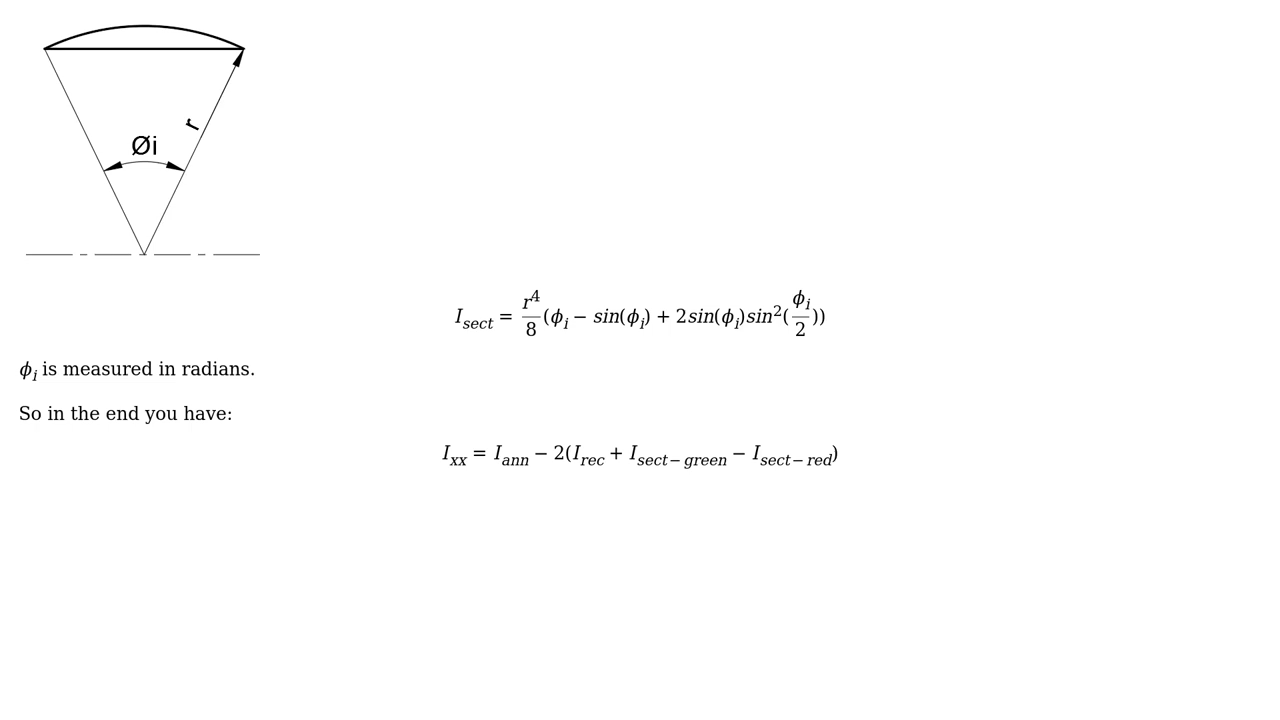 Øi
r
I_sect = r^4/8 (ϕ_i − sin(ϕ_i) + 2sin(ϕ_i)sin^2(ϕ_i/2))
ϕ_i is measured in radians.
So in the end you have:
I_xx = I_ann − 2(I_rec + I_sect−green − I_sect−red)